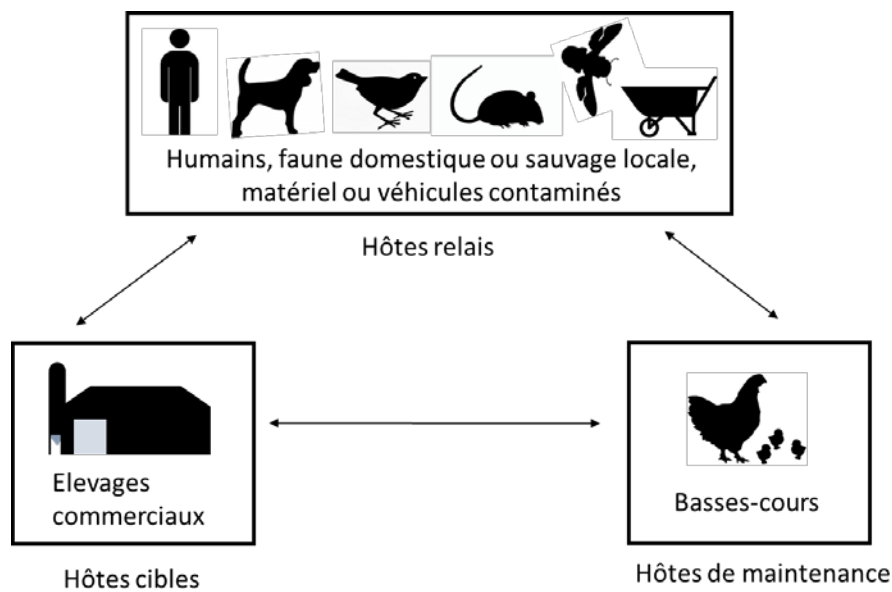 Humains, faune domestique ou sauvage locale,
matériel ou véhicules contaminés
Hôtes relais
Elevages
commerciaux
Hôtes cibles
Basses-cours
Hôtes de maintenance